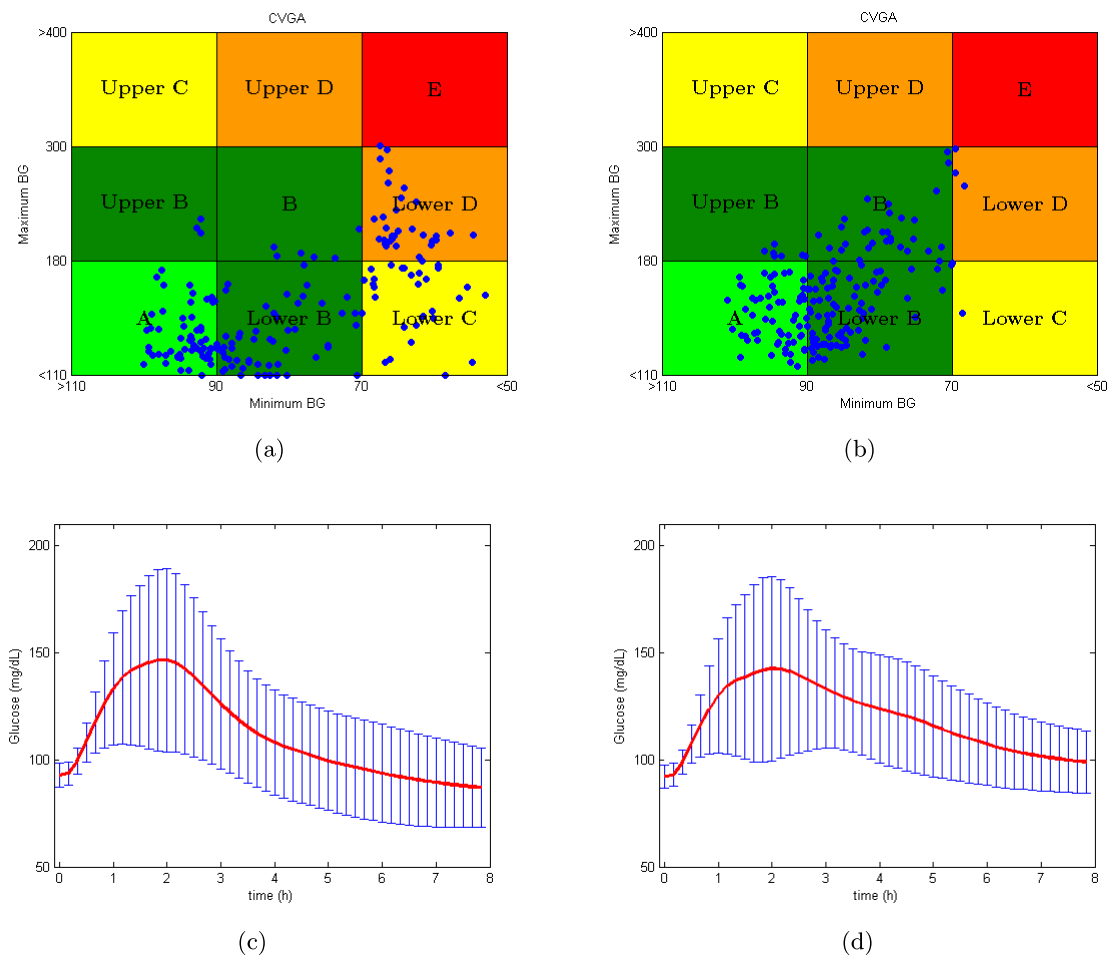 CVGA
>400
300
180
<110
>110
90
70
<50
Maximum BG
Minimum BG
Upper C
Upper D
E
Upper B
B
Lower D
A
Lower B
Lower C
(a)
CVGA
>400
300
180
<110
>110
90
70
<50
Maximum BG
Minimum BG
Upper C
Upper D
E
Upper B
B
Lower D
A
Lower B
Lower C
(b)
200
150
100
50
0 1 2 3 4 5 6 7 8
Glucose (mg/dL)
time (h)
(c)
200
150
100
50
0 1 2 3 4 5 6 7 8
Glucose (mg/dL)
time (h)
(d)